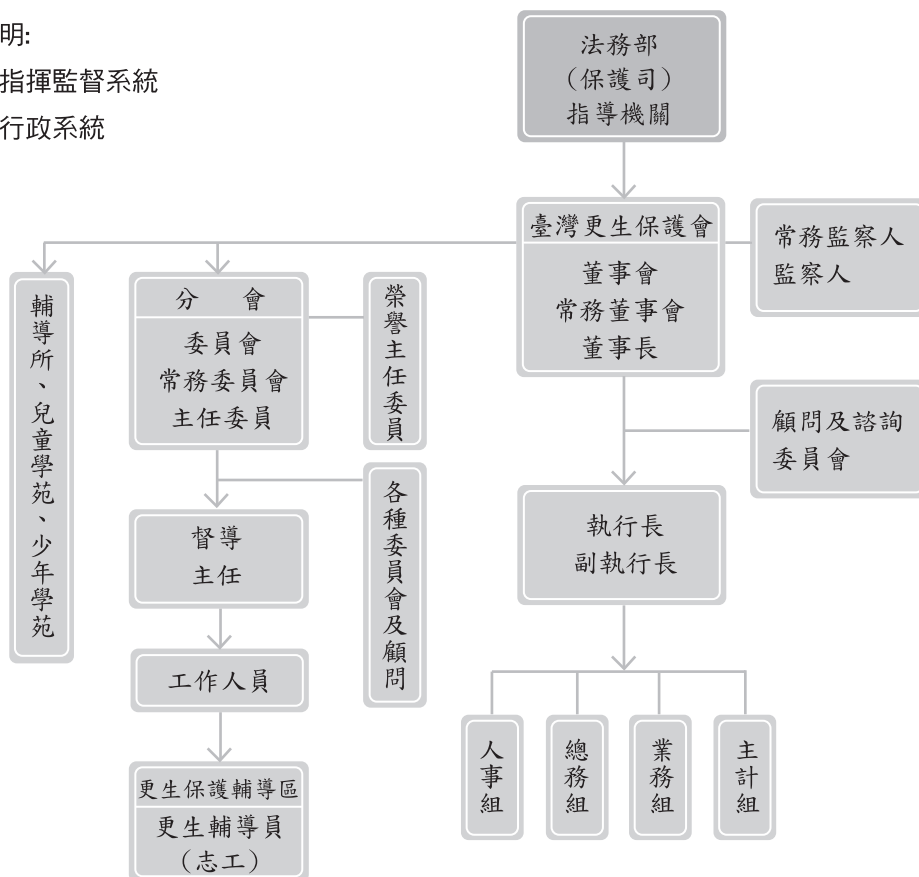 明:
指揮監督系統
行政系統
法務部
（保護司）
指導機關
臺灣更生保護會
董事會
常務董事會
董事長
常務監察人
監察人
顧問及諮詢
委員會
執行長
副執行長
人事組
總務組
業務組
主計組
分　會
委員會
常務委員會
主任委員
榮譽主任委員
各種委員會及顧問
督導
主任
工作人員
更生保護輔導區
更生輔導員
（志工）
輔導所、兒童學苑、少年學苑